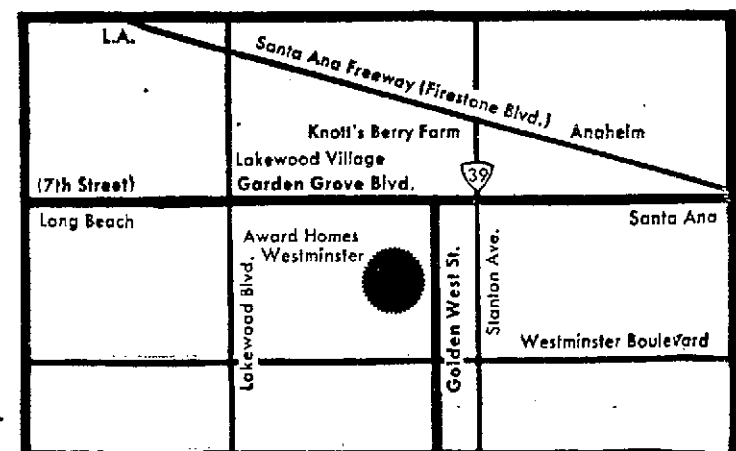 L.A.
Santa Ana Freeway (Firestone Blvd.)
Knott's Berry Farm
Anaheim
Lakewood Village
39
(7th Street)
Garden Grove Blvd.
Long Beach
Santa Ana
Award Homes
Westminster
Lakewood Blvd.
Golden West St.
Stanton Ave.
Westminster Boulevard